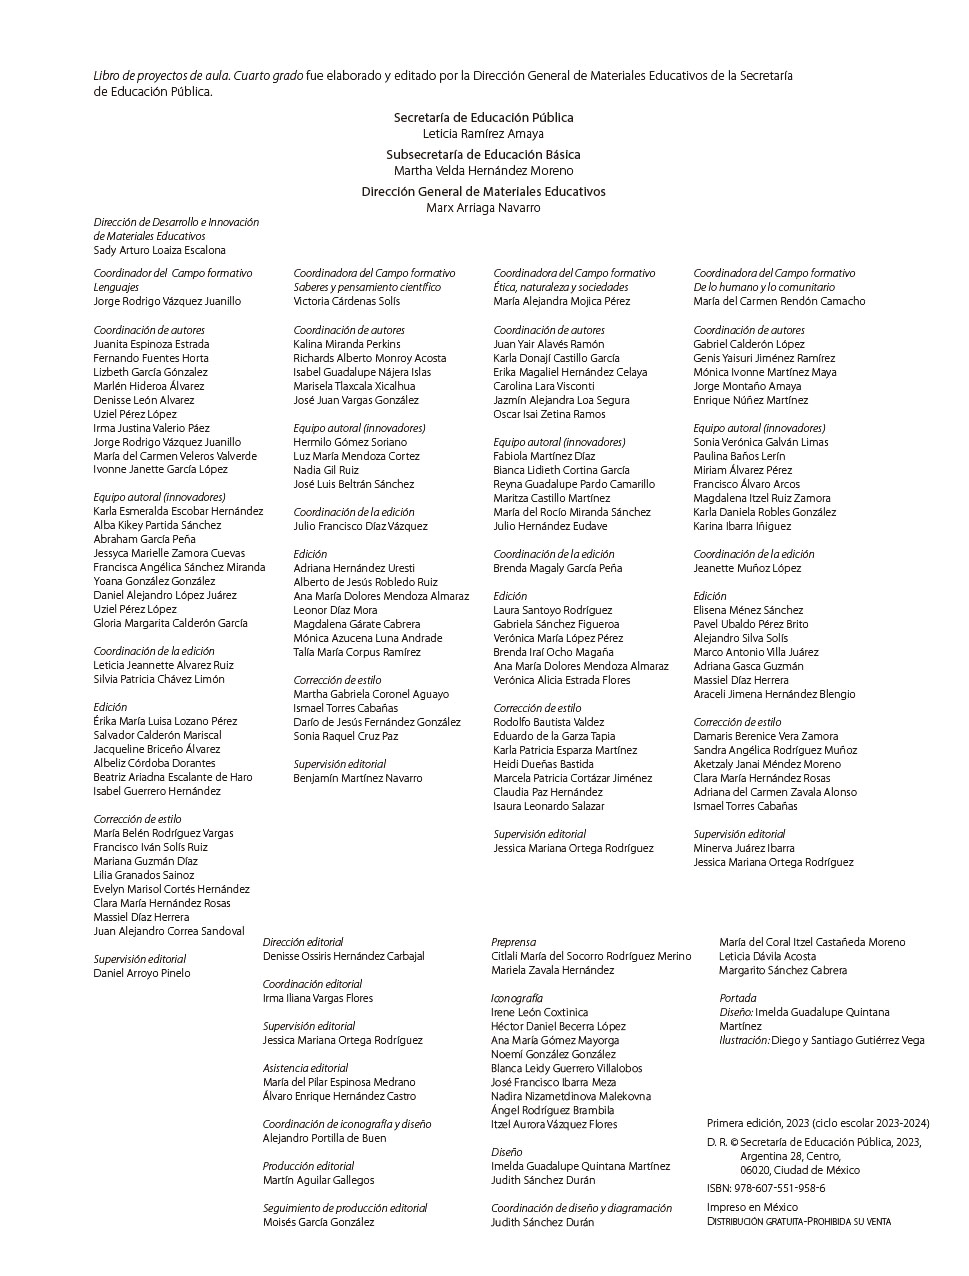 Libro de proyectos de aula. Cuarto grado fue elaborado y editado por la Dirección General de Materiales Educativos de la Secretaría
de Educación Pública.
Secretaría de Educación Pública
Leticia Ramírez Amaya
Subsecretaría de Educación Básica
Martha Velda Hernández Moreno
Dirección General de Materiales Educativos
Marx Arriaga Navarro
Dirección de Desarrollo e Innovación
de Materiales Educativos
Sady Arturo Loaiza Escalona
Coordinador del Campo formativo
Lenguajes
Jorge Rodrigo Vázquez Juanillo
Coordinación de autores
Juanita Espinoza Estrada
Fernando Fuentes Horta
Lizbeth García Gónzalez
Marlén Hideroa Álvarez
Denisse León Alvarez
Uziel Pérez López
Irma Justina Valerio Páez
Jorge Rodrigo Vázquez Juanillo
María del Carmen Veleros Valverde
Ivonne Janette García López
Equipo autoral (innovadores)
Karla Esmeralda Escobar Hernández
Alba Kikey Partida Sánchez
Abraham García Peña
Jessyca Marielle Zamora Cuevas
Francisca Angélica Sánchez Miranda
Yoana González González
Daniel Alejandro López Juárez
Uziel Pérez López
Gloria Margarita Calderón García
Coordinación de la edición
Leticia Jeannette Alvarez Ruiz
Silvia Patricia Chávez Limón
Edición
Érika María Luisa Lozano Pérez
Salvador Calderón Mariscal
Jacqueline Briceño Álvarez
Albeliz Córdoba Dorantes
Beatriz Ariadna Escalante de Haro
Isabel Guerrero Hernández
Corrección de estilo
María Belén Rodríguez Vargas
Francisco Iván Solís Ruiz
Mariana Guzmán Díaz
Lilia Granados Sainoz
Evelyn Marisol Cortés Hernández
Clara María Hernández Rosas
Massiel Díaz Herrera
Juan Alejandro Correa Sandoval
Supervisión editorial
Daniel Arroyo Pinelo
Coordinadora del Campo formativo
Saberes y pensamiento científico
Victoria Cárdenas Solís
Coordinación de autores
Kalina Miranda Perkins
Richards Alberto Monroy Acosta
Isabel Guadalupe Nájera Islas
Marisela Tlaxcala Xicalhua
José Juan Vargas González
Equipo autoral (innovadores)
Hermilo Gómez Soriano
Luz María Mendoza Cortez
Nadia Gil Ruiz
José Luis Beltrán Sánchez
Coordinación de la edición
Julio Francisco Díaz Vázquez
Edición
Adriana Hernández Uresti
Alberto de Jesús Robledo Ruiz
Ana María Dolores Mendoza Almaraz
Leonor Díaz Mora
Magdalena Gárate Cabrera
Mónica Azucena Luna Andrade
Talía María Corpus Ramírez
Corrección de estilo
Martha Gabriela Coronel Aguayo
Ismael Torres Cabañas
Darío de Jesús Fernández González
Sonia Raquel Cruz Paz
Supervisión editorial
Benjamín Martínez Navarro
Coordinadora del Campo formativo
Ética, naturaleza y sociedades
María Alejandra Mojica Pérez
Coordinación de autores
Juan Yair Alavés Ramón
Karla Donají Castillo García
Erika Magaliel Hernández Celaya
Carolina Lara Visconti
Jazmín Alejandra Loa Segura
Oscar Isai Zetina Ramos
Equipo autoral (innovadores)
Fabiola Martínez Díaz
Bianca Lidieth Cortina García
Reyna Guadalupe Pardo Camarillo
Maritza Castillo Martínez
María del Rocío Miranda Sánchez
Julio Hernández Eudave
Coordinación de la edición
Brenda Magaly García Peña
Edición
Laura Santoyo Rodríguez
Gabriela Sánchez Figueroa
Verónica María López Pérez
Brenda Iraí Ocho Magaña
Ana María Dolores Mendoza Almaraz
Verónica Alicia Estrada Flores
Corrección de estilo
Rodolfo Bautista Valdez
Eduardo de la Garza Tapia
Karla Patricia Esparza Martínez
Heidi Dueñas Bastida
Marcela Patricia Cortázar Jiménez
Claudia Paz Hernández
Isaura Leonardo Salazar
Supervisión editorial
Jessica Mariana Ortega Rodríguez
Coordinadora del Campo formativo
De lo humano y lo comunitario
María del Carmen Rendón Camacho
Coordinación de autores
Gabriel Calderón López
Genis Yaisuri Jiménez Ramírez
Mónica Ivonne Martínez Maya
Jorge Montaño Amaya
Enrique Núñez Martínez
Equipo autoral (innovadores)
Sonia Verónica Galván Limas
Paulina Baños Lerín
Miriam Álvarez Pérez
Francisco Álvaro Arcos
Magdalena Itzel Ruiz Zamora
Karla Daniela Robles González
Karina Ibarra Iñiguez
Coordinación de la edición
Jeanette Muñoz López
Edición
Elisena Ménez Sánchez
Pavel Ubaldo Pérez Brito
Alejandro Silva Solís
Marco Antonio Villa Juárez
Adriana Gasca Guzmán
Massiel Díaz Herrera
Araceli Jimena Hernández Blengio
Corrección de estilo
Damaris Berenice Vera Zamora
Sandra Angélica Rodríguez Muñoz
Aketzaly Janai Méndez Moreno
Clara María Hernández Rosas
Adriana del Carmen Zavala Alonso
Ismael Torres Cabañas
Supervisión editorial
Minerva Juárez Ibarra
Jessica Mariana Ortega Rodríguez
Dirección editorial
Denisse Ossiris Hernández Carbajal
Coordinación editorial
Irma Iliana Vargas Flores
Supervisión editorial
Jessica Mariana Ortega Rodríguez
Asistencia editorial
María del Pilar Espinosa Medrano
Álvaro Enrique Hernández Castro
Coordinación de iconografía y diseño
Alejandro Portilla de Buen
Producción editorial
Martín Aguilar Gallegos
Seguimiento de producción editorial
Moisés García González
Preprensa
Citlali María del Socorro Rodríguez Merino
Mariela Zavala Hernández
Iconografía
Irene León Coxtinica
Héctor Daniel Becerra López
Ana María Gómez Mayorga
Noemí González González
Blanca Leidy Guerrero Villalobos
José Francisco Ibarra Meza
Nadira Nizametdinova Malekovna
Ángel Rodríguez Brambila
Itzel Aurora Vázquez Flores
Diseño
Imelda Guadalupe Quintana Martínez
Judith Sánchez Durán
Coordinación de diseño y diagramación
Judith Sánchez Durán
María del Coral Itzel Castañeda Moreno
Leticia Dávila Acosta
Margarito Sánchez Cabrera
Portada
Diseño: Imelda Guadalupe Quintana
Martínez
Ilustración: Diego y Santiago Gutiérrez Vega
Primera edición, 2023 (ciclo escolar 2023-2024)
D. R. © Secretaría de Educación Pública, 2023,
Argentina 28, Centro,
06020, Ciudad de México
ISBN: 978-607-551-958-6
Impreso en México
DISTRIBUCIÓN GRATUITA-PROHIBIDA SU VENTA